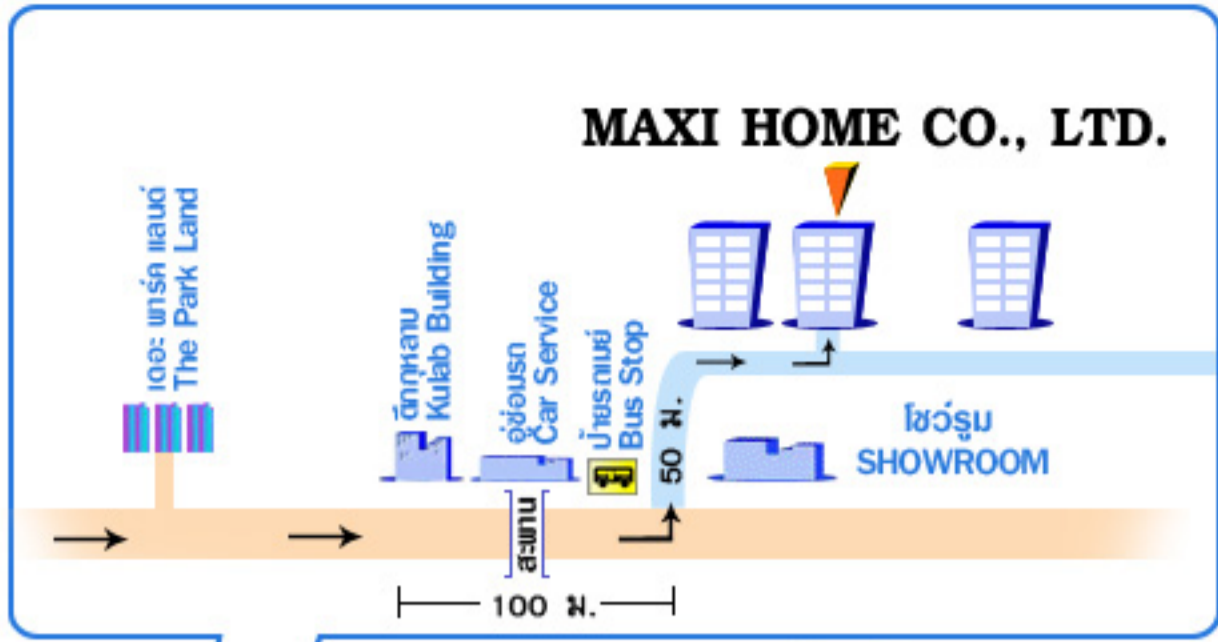 MAXI HOME CO., LTD.
เดอะ พาร์ค แลนด์
The Park Land
ตึกกุหลาบ
Kulab Building
อู่ซ่อมรถ
Car Service
ป้ายรถเมย์
Bus Stop
50 ม.
โชว์รูม
SHOWROOM
สะพาน
100 ม.